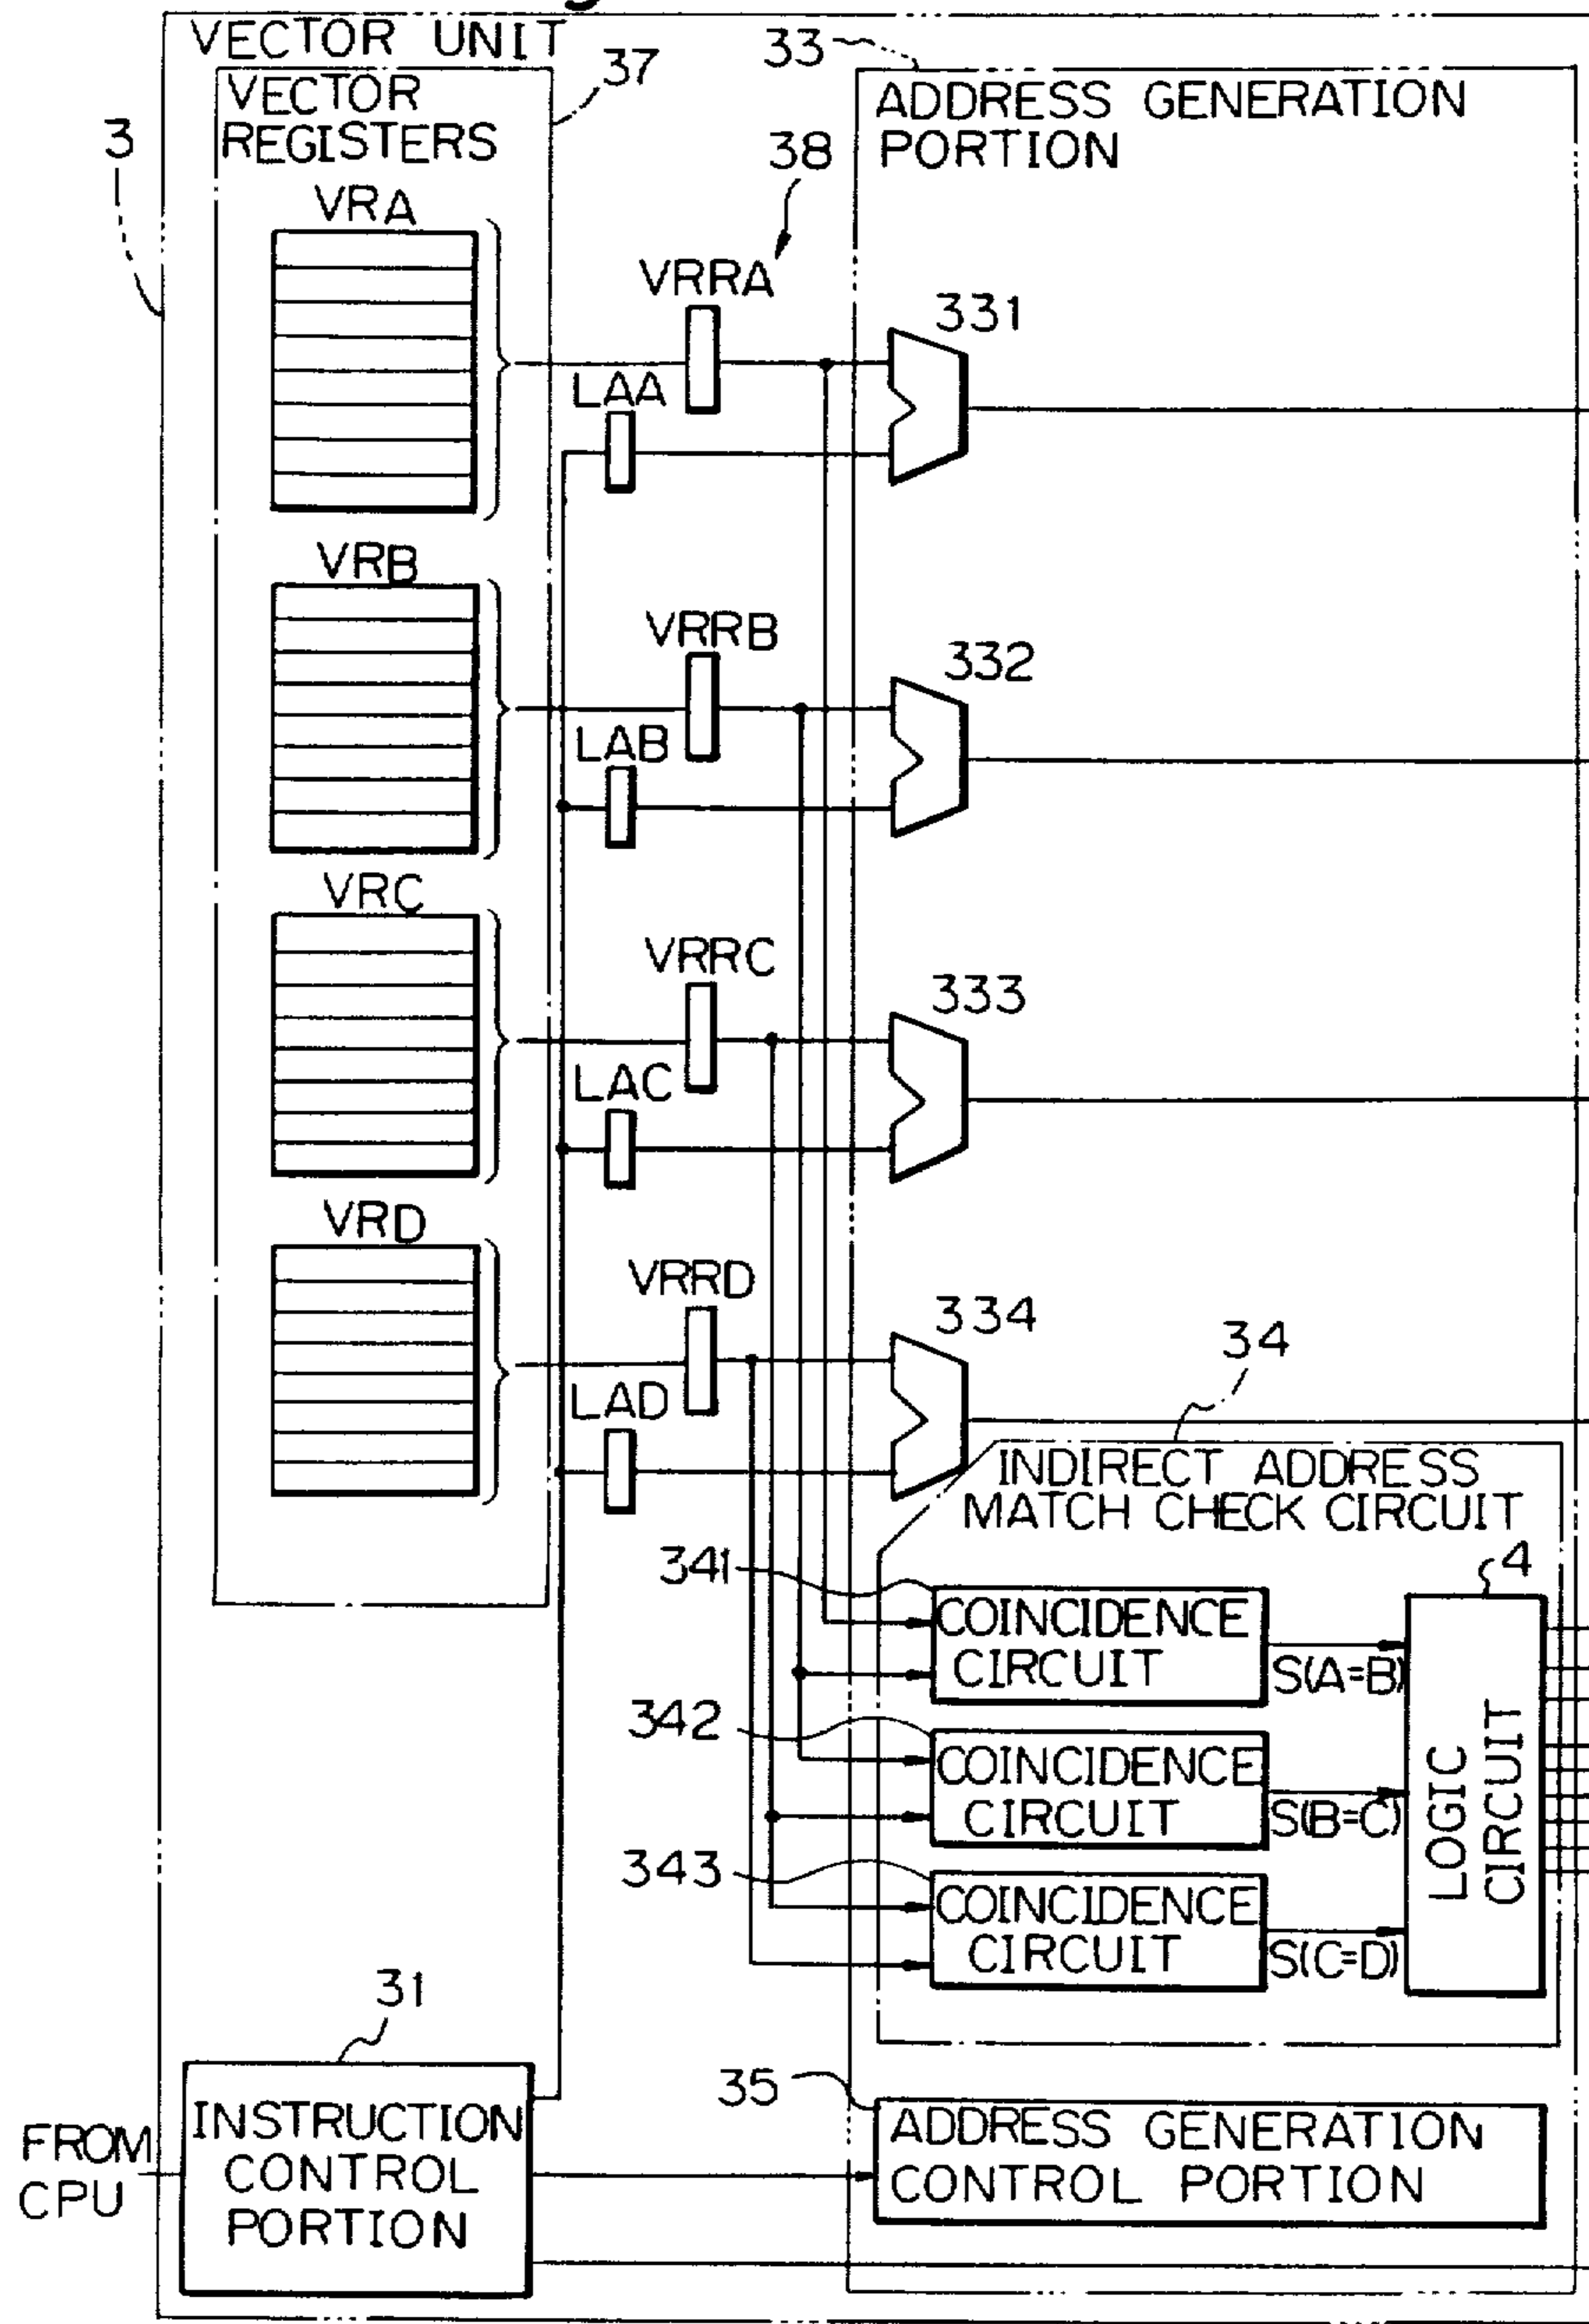 VECTOR UNIT
37
33
VECTOR
REGISTERS
ADDRESS GENERATION
PORTION
3
38
VRA
VRRA
331
LAA
VRB
VRRB
332
LAB
VRC
VRRC
333
LAC
VRD
VRRD
334
34
LAD
INDIRECT ADDRESS
MATCH CHECK CIRCUIT
341
4
COINCIDENCE
CIRCUIT
S(A=B)
342
COINCIDENCE
CIRCUIT
S(B=C)
LOGIC
CIRCUIT
343
COINCIDENCE
CIRCUIT
S(C=D)
31
35
INSTRUCTION
CONTROL
PORTION
ADDRESS GENERATION
CONTROL PORTION
FROM
CPU